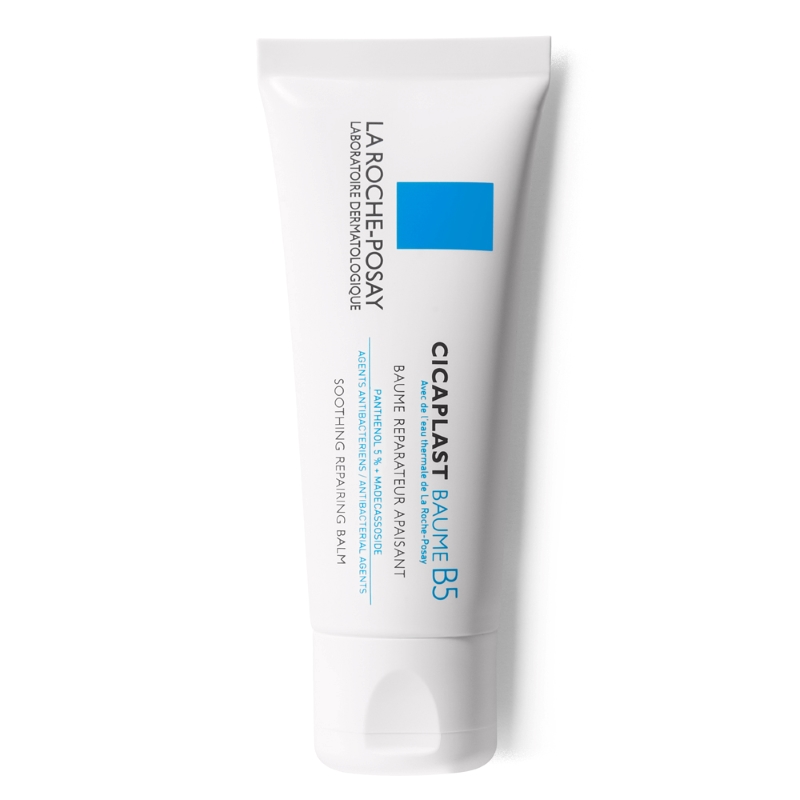 LA ROCHE-POSAY
LABORATOIRE DERMATOLOGIQUE
CICAPLAST BAUME B5
Avec de l'eau thermale de La Roche-Posay
BAUME REPARATEUR APAISANT
PANTHENOL 5 % + MADECASSOSIDE
AGENTS ANTIBACTERIENS / ANTIBACTERIAL AGENTS
SOOTHING REPAIRING BALM